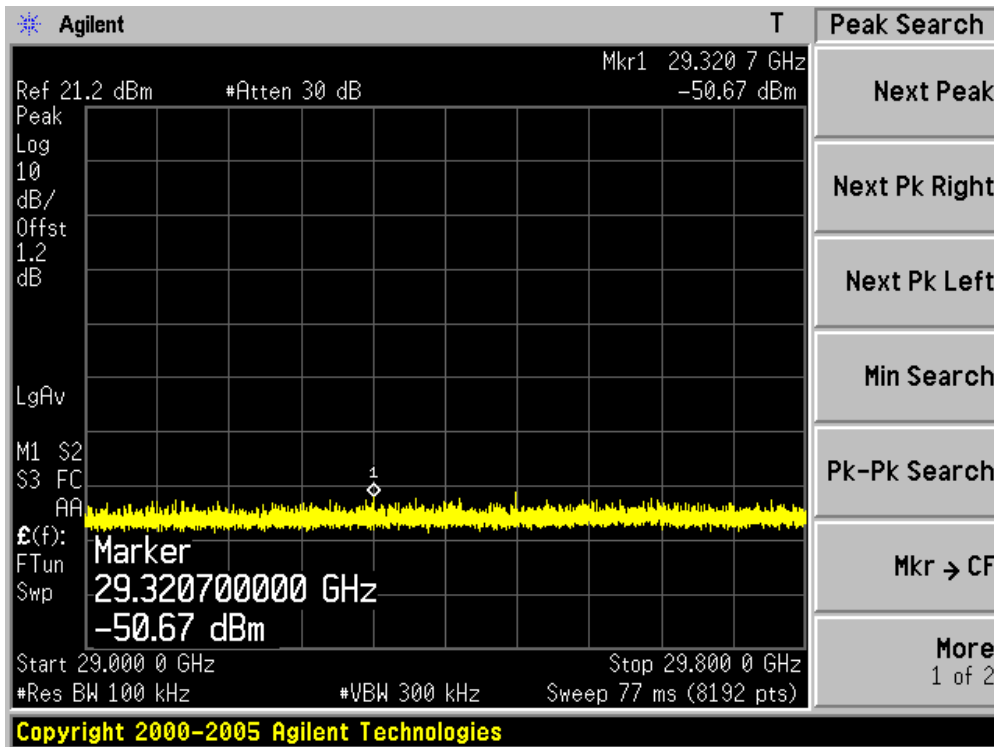 Agilent
T
Peak Search
Mkr1 29.320 7 GHz
Ref 21.2 dBm #Atten 30 dB -50.67 dBm
Peak
Log
10
dB/
Offst
1.2
dB
LgAv
M1 S2
S3 FC
AA
£(f):
FTun
Swp
1
Marker
29.320700000 GHz
-50.67 dBm
Start 29.000 0 GHz Stop 29.800 0 GHz
#Res BW 100 kHz #VBW 300 kHz Sweep 77 ms (8192 pts)
Next Peak
Next Pk Right
Next Pk Left
Min Search
Pk-Pk Search
Mkr → CF
More
1 of 2
Copyright 2000-2005 Agilent Technologies